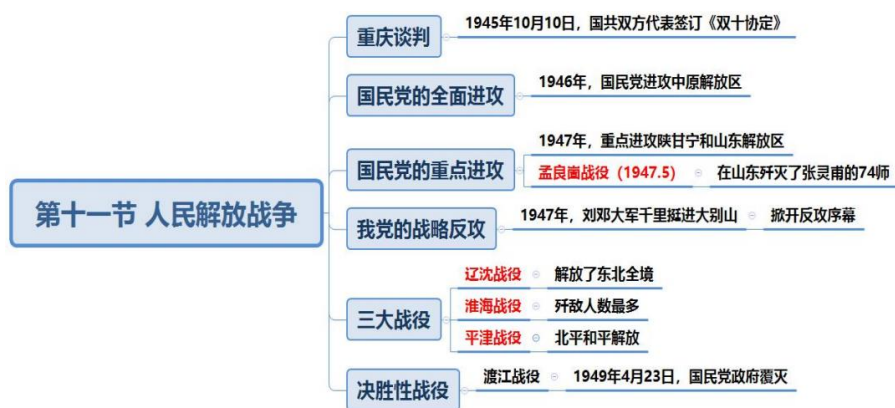 第十一节 人民解放战争
重庆谈判
1945年10月10日，国共双方代表签订《双十协定》
国民党的全面进攻
1946年，国民党进攻中原解放区
国民党的重点进攻
1947年，重点进攻陕甘宁和山东解放区
孟良崮战役（1947.5） 在山东歼灭了张灵甫的74师
我党的战略反攻
1947年，刘邓大军千里挺进大别山 掀开反攻序幕
三大战役
辽沈战役 解放了东北全境
淮海战役 歼敌人数最多
平津战役 北平和平解放
决胜性战役
渡江战役 1949年4月23日，国民党政府覆灭